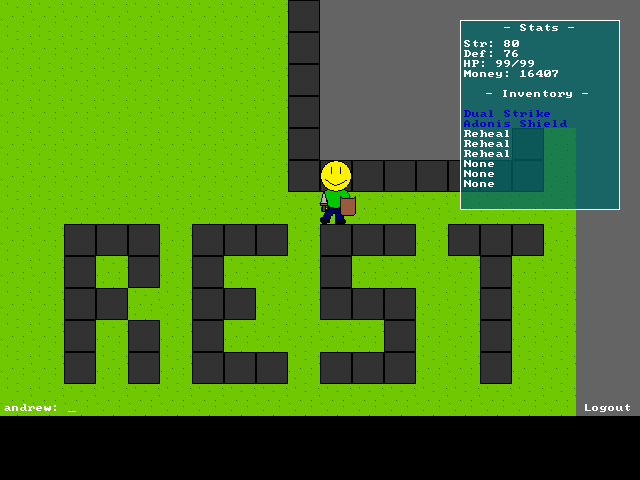 - Stats -
Str: 80
Def: 76
HP: 99/99
Money: 16407
- Inventory -
Dual Strike
Adonis Shield
Reheal
Reheal
Reheal
None
None
None
REST
andrew: _
Logout